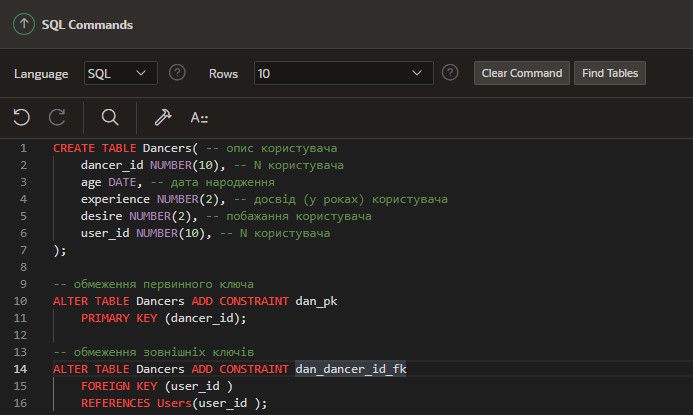 SQL Commands
Language SQL Rows 10 Clear Command Find Tables
A
1 CREATE TABLE Dancers( -- опис користувача
2 dancer_id NUMBER(10), -- N користувача
3 age DATE, -- дата народження
4 experience NUMBER(2), -- досвід (у роках) користувача
5 desire NUMBER(2), -- побажання користувача
6 user_id NUMBER(10), -- N користувача
7 );
8
9 -- обмеження первинного ключа
10 ALTER TABLE Dancers ADD CONSTRAINT dan_pk
11 PRIMARY KEY (dancer_id);
12
13 -- обмеження зовнішніх ключів
14 ALTER TABLE Dancers ADD CONSTRAINT dan_dancer_id_fk
15 FOREIGN KEY (user_id )
16 REFERENCES Users(user_id );